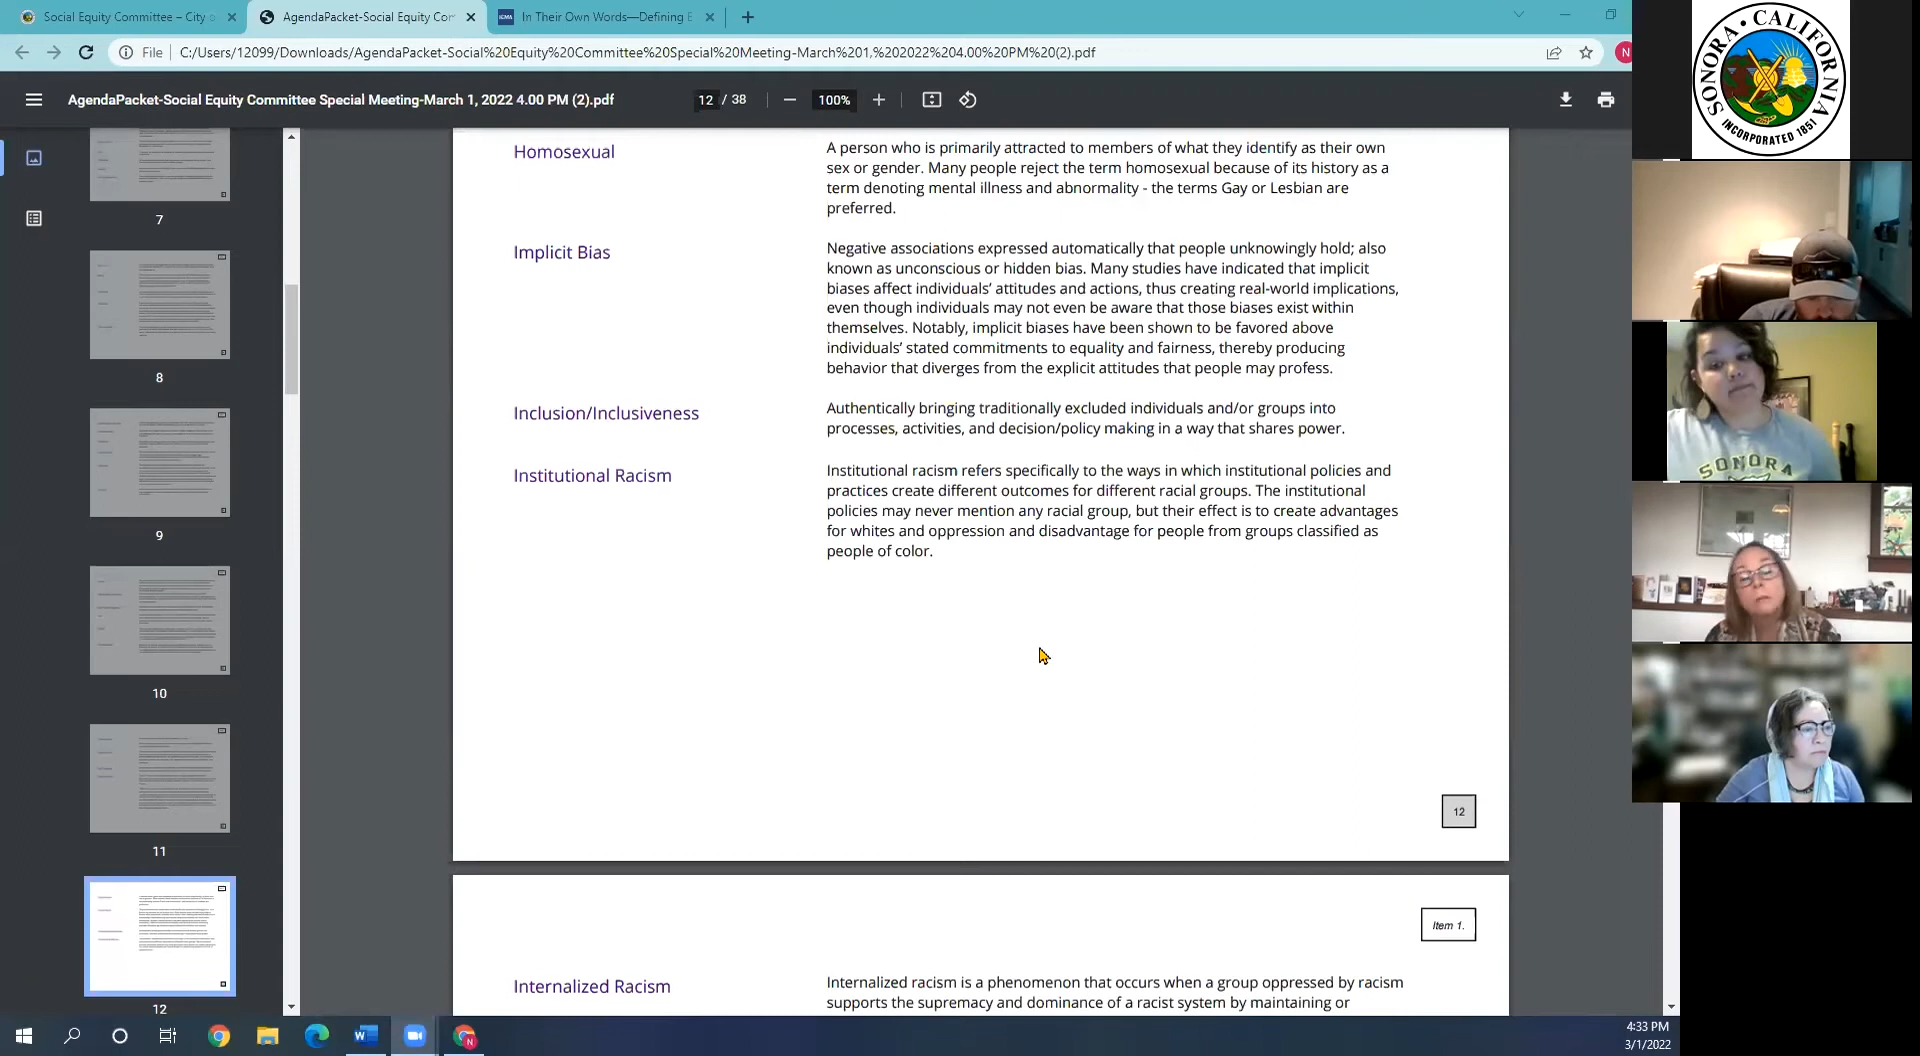 Social Equity Committee – City o
AgendaPacket-Social Equity Com
In Their Own Words—Defining E
File
C:/Users/12099/Downloads/AgendaPacket-Social%20Equity%20Committee%20Special%20Meeting-March%201,%202022%204.00%20PM%20(2).pdf
N
AgendaPacket-Social Equity Committee Special Meeting-March 1, 2022 4.00 PM (2).pdf
12 / 38
100%
7
8
9
10
11
12
Homosexual
A person who is primarily attracted to members of what they identify as their own
sex or gender. Many people reject the term homosexual because of its history as a
term denoting mental illness and abnormality - the terms Gay or Lesbian are
preferred.
Implicit Bias
Negative associations expressed automatically that people unknowingly hold; also
known as unconscious or hidden bias. Many studies have indicated that implicit
biases affect individuals' attitudes and actions, thus creating real-world implications,
even though individuals may not even be aware that those biases exist within
themselves. Notably, implicit biases have been shown to be favored above
individuals' stated commitments to equality and fairness, thereby producing
behavior that diverges from the explicit attitudes that people may profess.
Inclusion/Inclusiveness
Authentically bringing traditionally excluded individuals and/or groups into
processes, activities, and decision/policy making in a way that shares power.
Institutional Racism
Institutional racism refers specifically to the ways in which institutional policies and
practices create different outcomes for different racial groups. The institutional
policies may never mention any racial group, but their effect is to create advantages
for whites and oppression and disadvantage for people from groups classified as
people of color.
12
Item 1.
Internalized Racism
Internalized racism is a phenomenon that occurs when a group oppressed by racism
supports the supremacy and dominance of a racist system by maintaining or
SONORA • CALIFORNIA
INCORPORATED 1851
SONORA
4:33 PM
3/1/2022